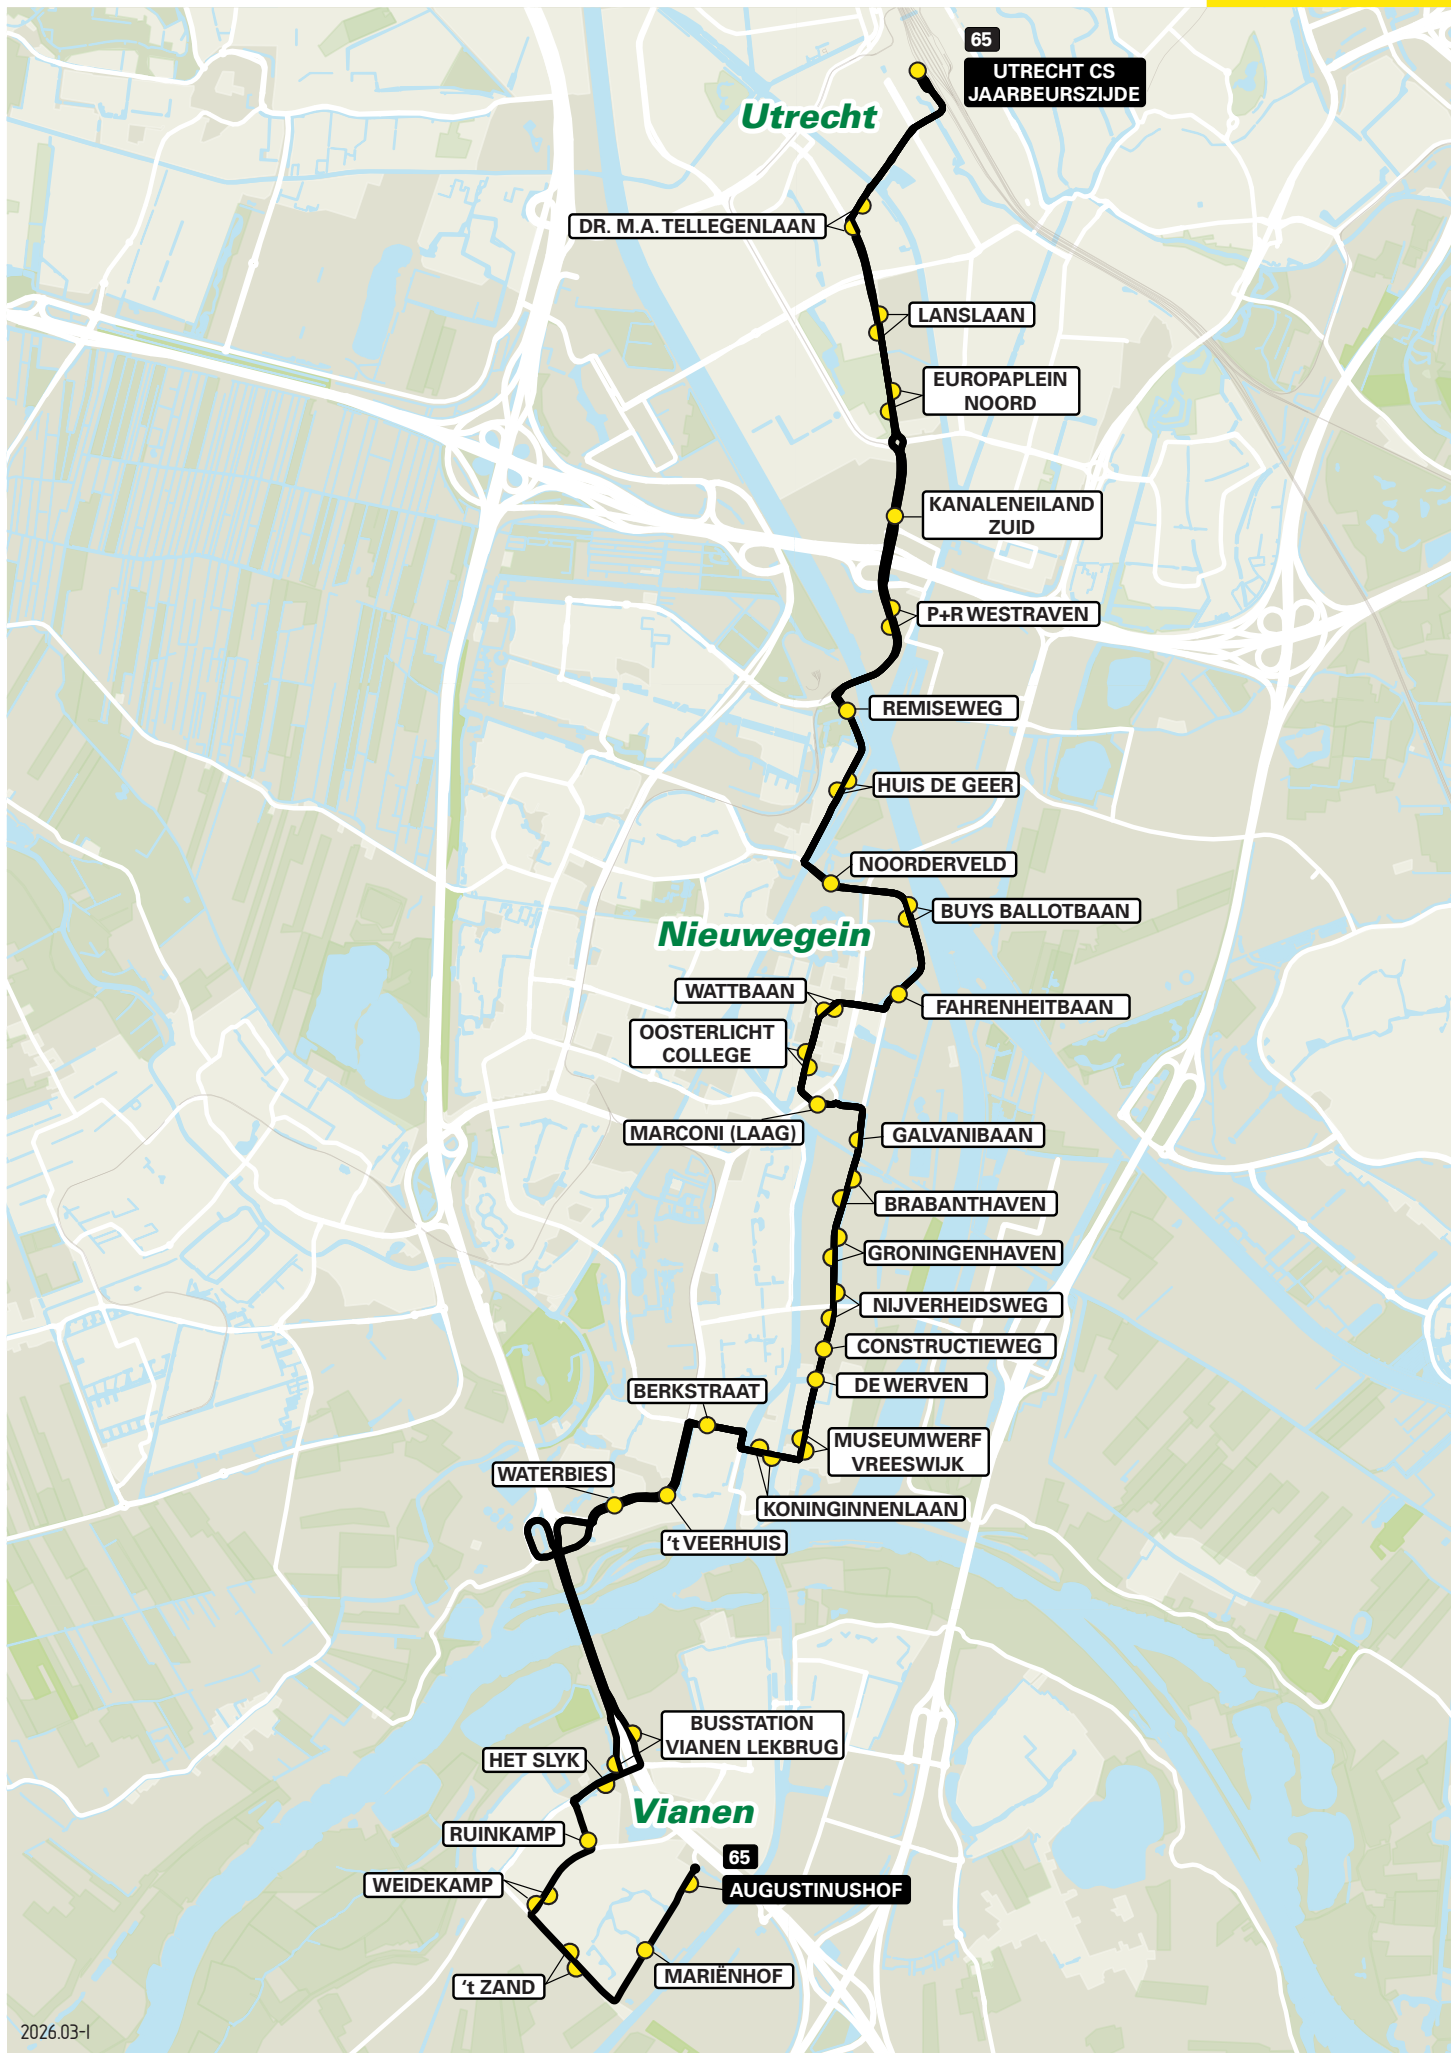 65
UTRECHT CS
JAARBEURSZIJDE
Utrecht
DR. M.A. TELLEGENLAAN
LANSLAAN
EUROPAPLEIN
NOORD
KANALENEILAND
ZUID
P+R WESTRAVEN
REMISEWEG
HUIS DE GEER
NOORDERVELD
BUYS BALLOTBAAN
Nieuwegein
WATTBAAN
FAHRENHEITBAAN
OOSTERLICHT
COLLEGE
MARCONI (LAAG)
GALVANIBAAN
BRABANTHAVEN
GRONINGENHAVEN
NIJVERHEIDSWEG
CONSTRUCTIEWEG
DE WERVEN
BERKSTRAAT
MUSEUMWERF
VREESWIJK
WATERBIES
KONINGINNENLAAN
‘t VEERHUIS
BUSSTATION
VIANEN LEKBRUG
HET SLYK
Vianen
RUINKAMP
65
AUGUSTINUSHOF
WEIDEKAMP
MARIËNHOF
‘t ZAND
2026.03-I